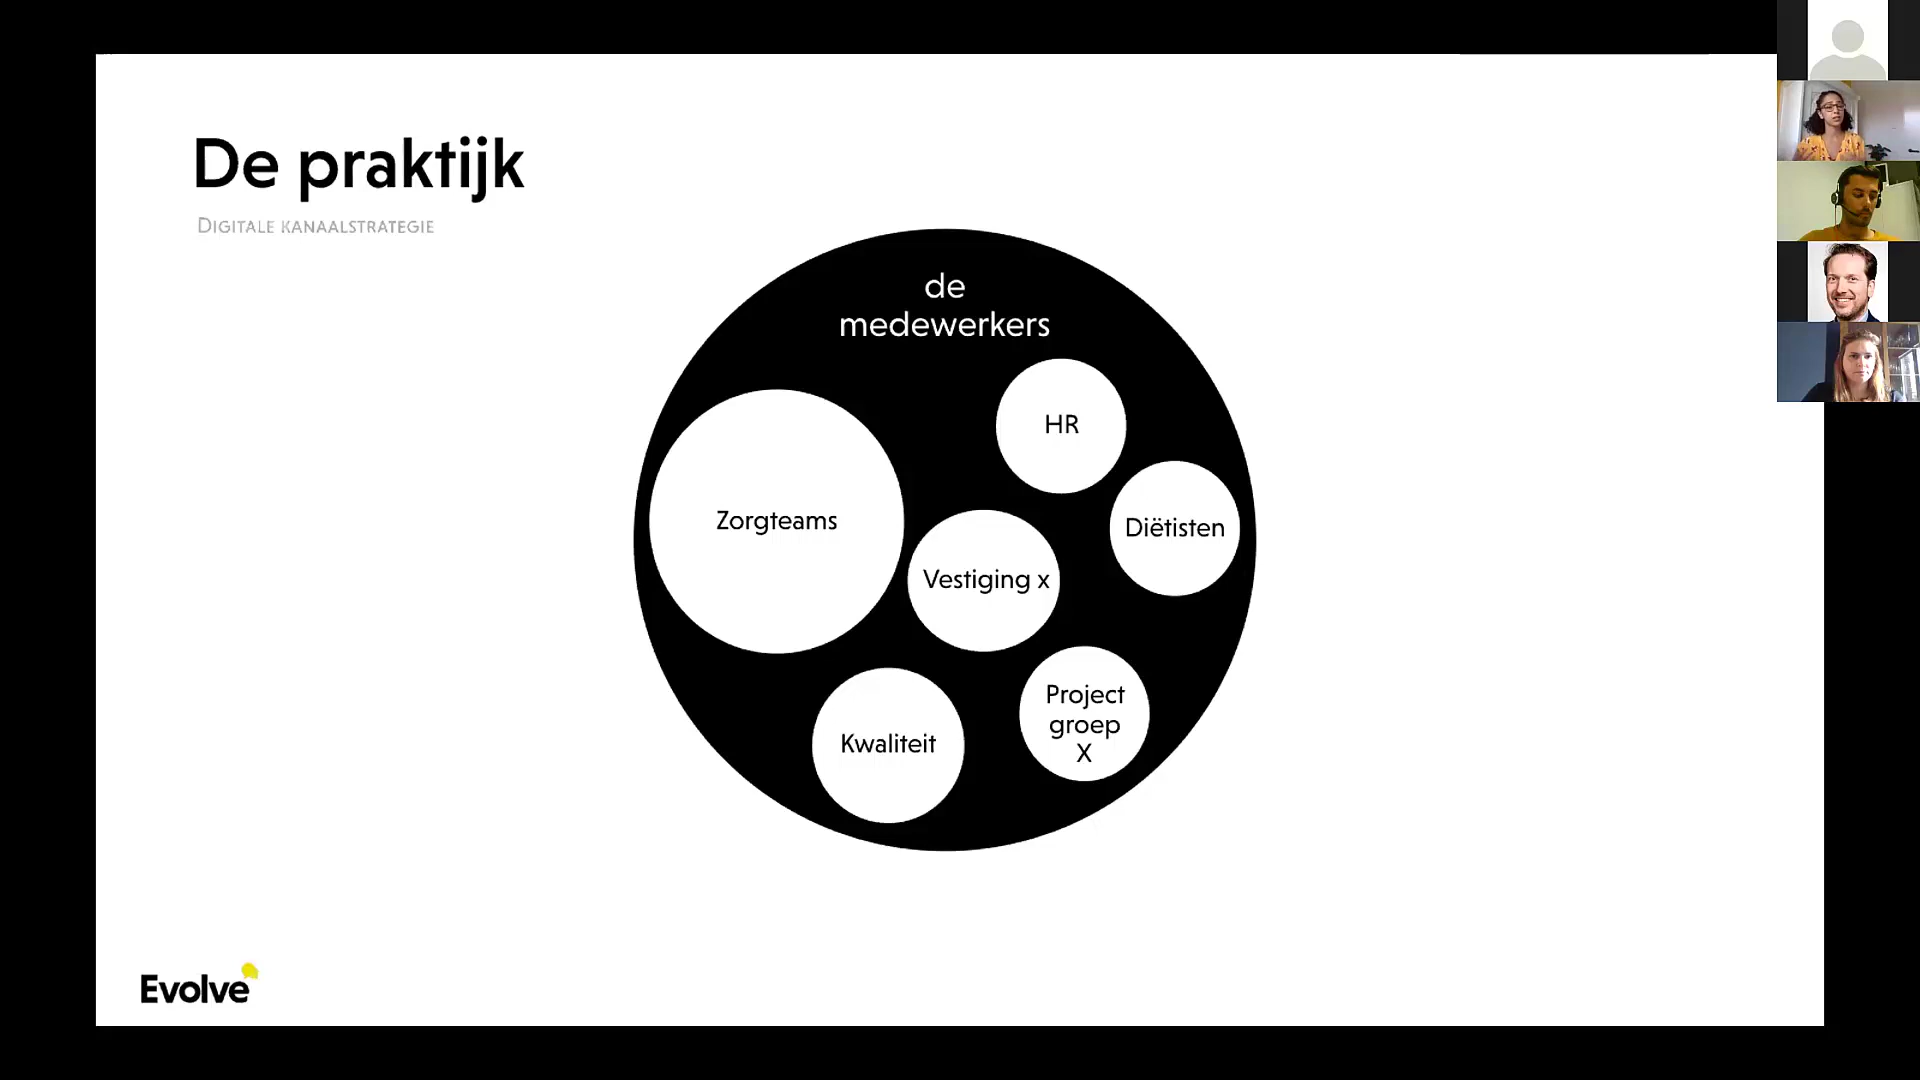 De praktijk
DIGITALE KANAALSTRATEGIE
de
medewerkers
HR
Zorgteams
Diëtisten
Vestiging x
Project
groep
X
Kwaliteit
Evolve